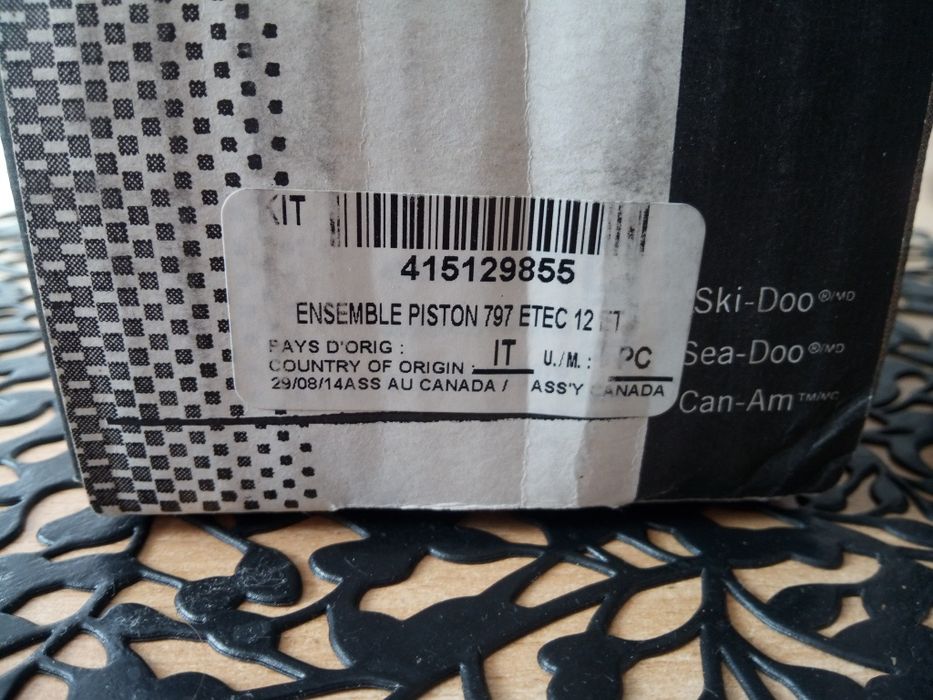 KIT
415129855
ENSEMBLE PISTON 797 ETEC 12 ET
PAYS D'ORIG :
COUNTRY OF ORIGIN : IT U./M. : PC
29/08/14ASS AU CANADA / ASS'Y CANADA
Ski-Doo®/MD
Sea-Doo®/MD
Can-Am™/MC